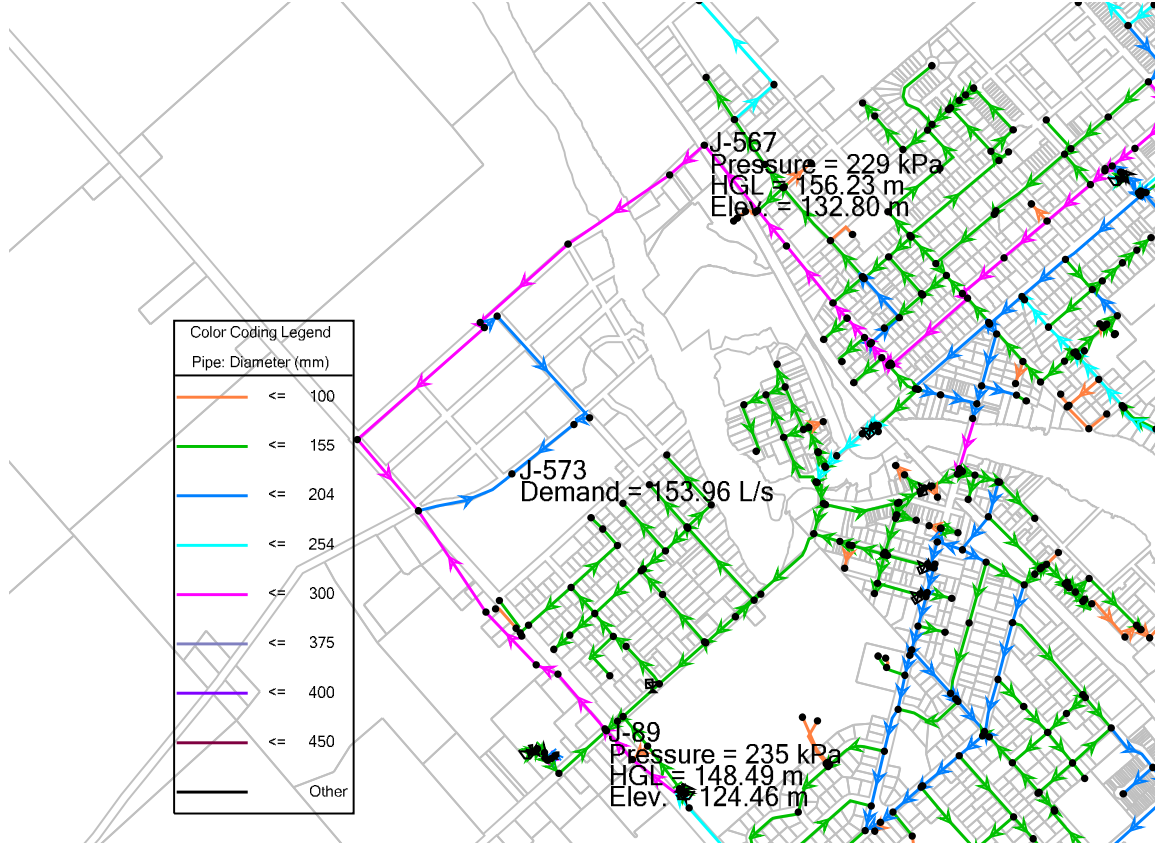 J-567
Pressure = 229 kPa
HGL = 156.23 m
Elev. = 132.80 m
Color Coding Legend
Pipe: Diameter (mm)
<= 100
<= 155
<= 204
<= 254
<= 300
<= 375
<= 400
<= 450
Other
J-573
Demand = 153.96 L/s
J-89
Pressure = 235 kPa
HGL = 148.49 m
Elev. = 124.46 m